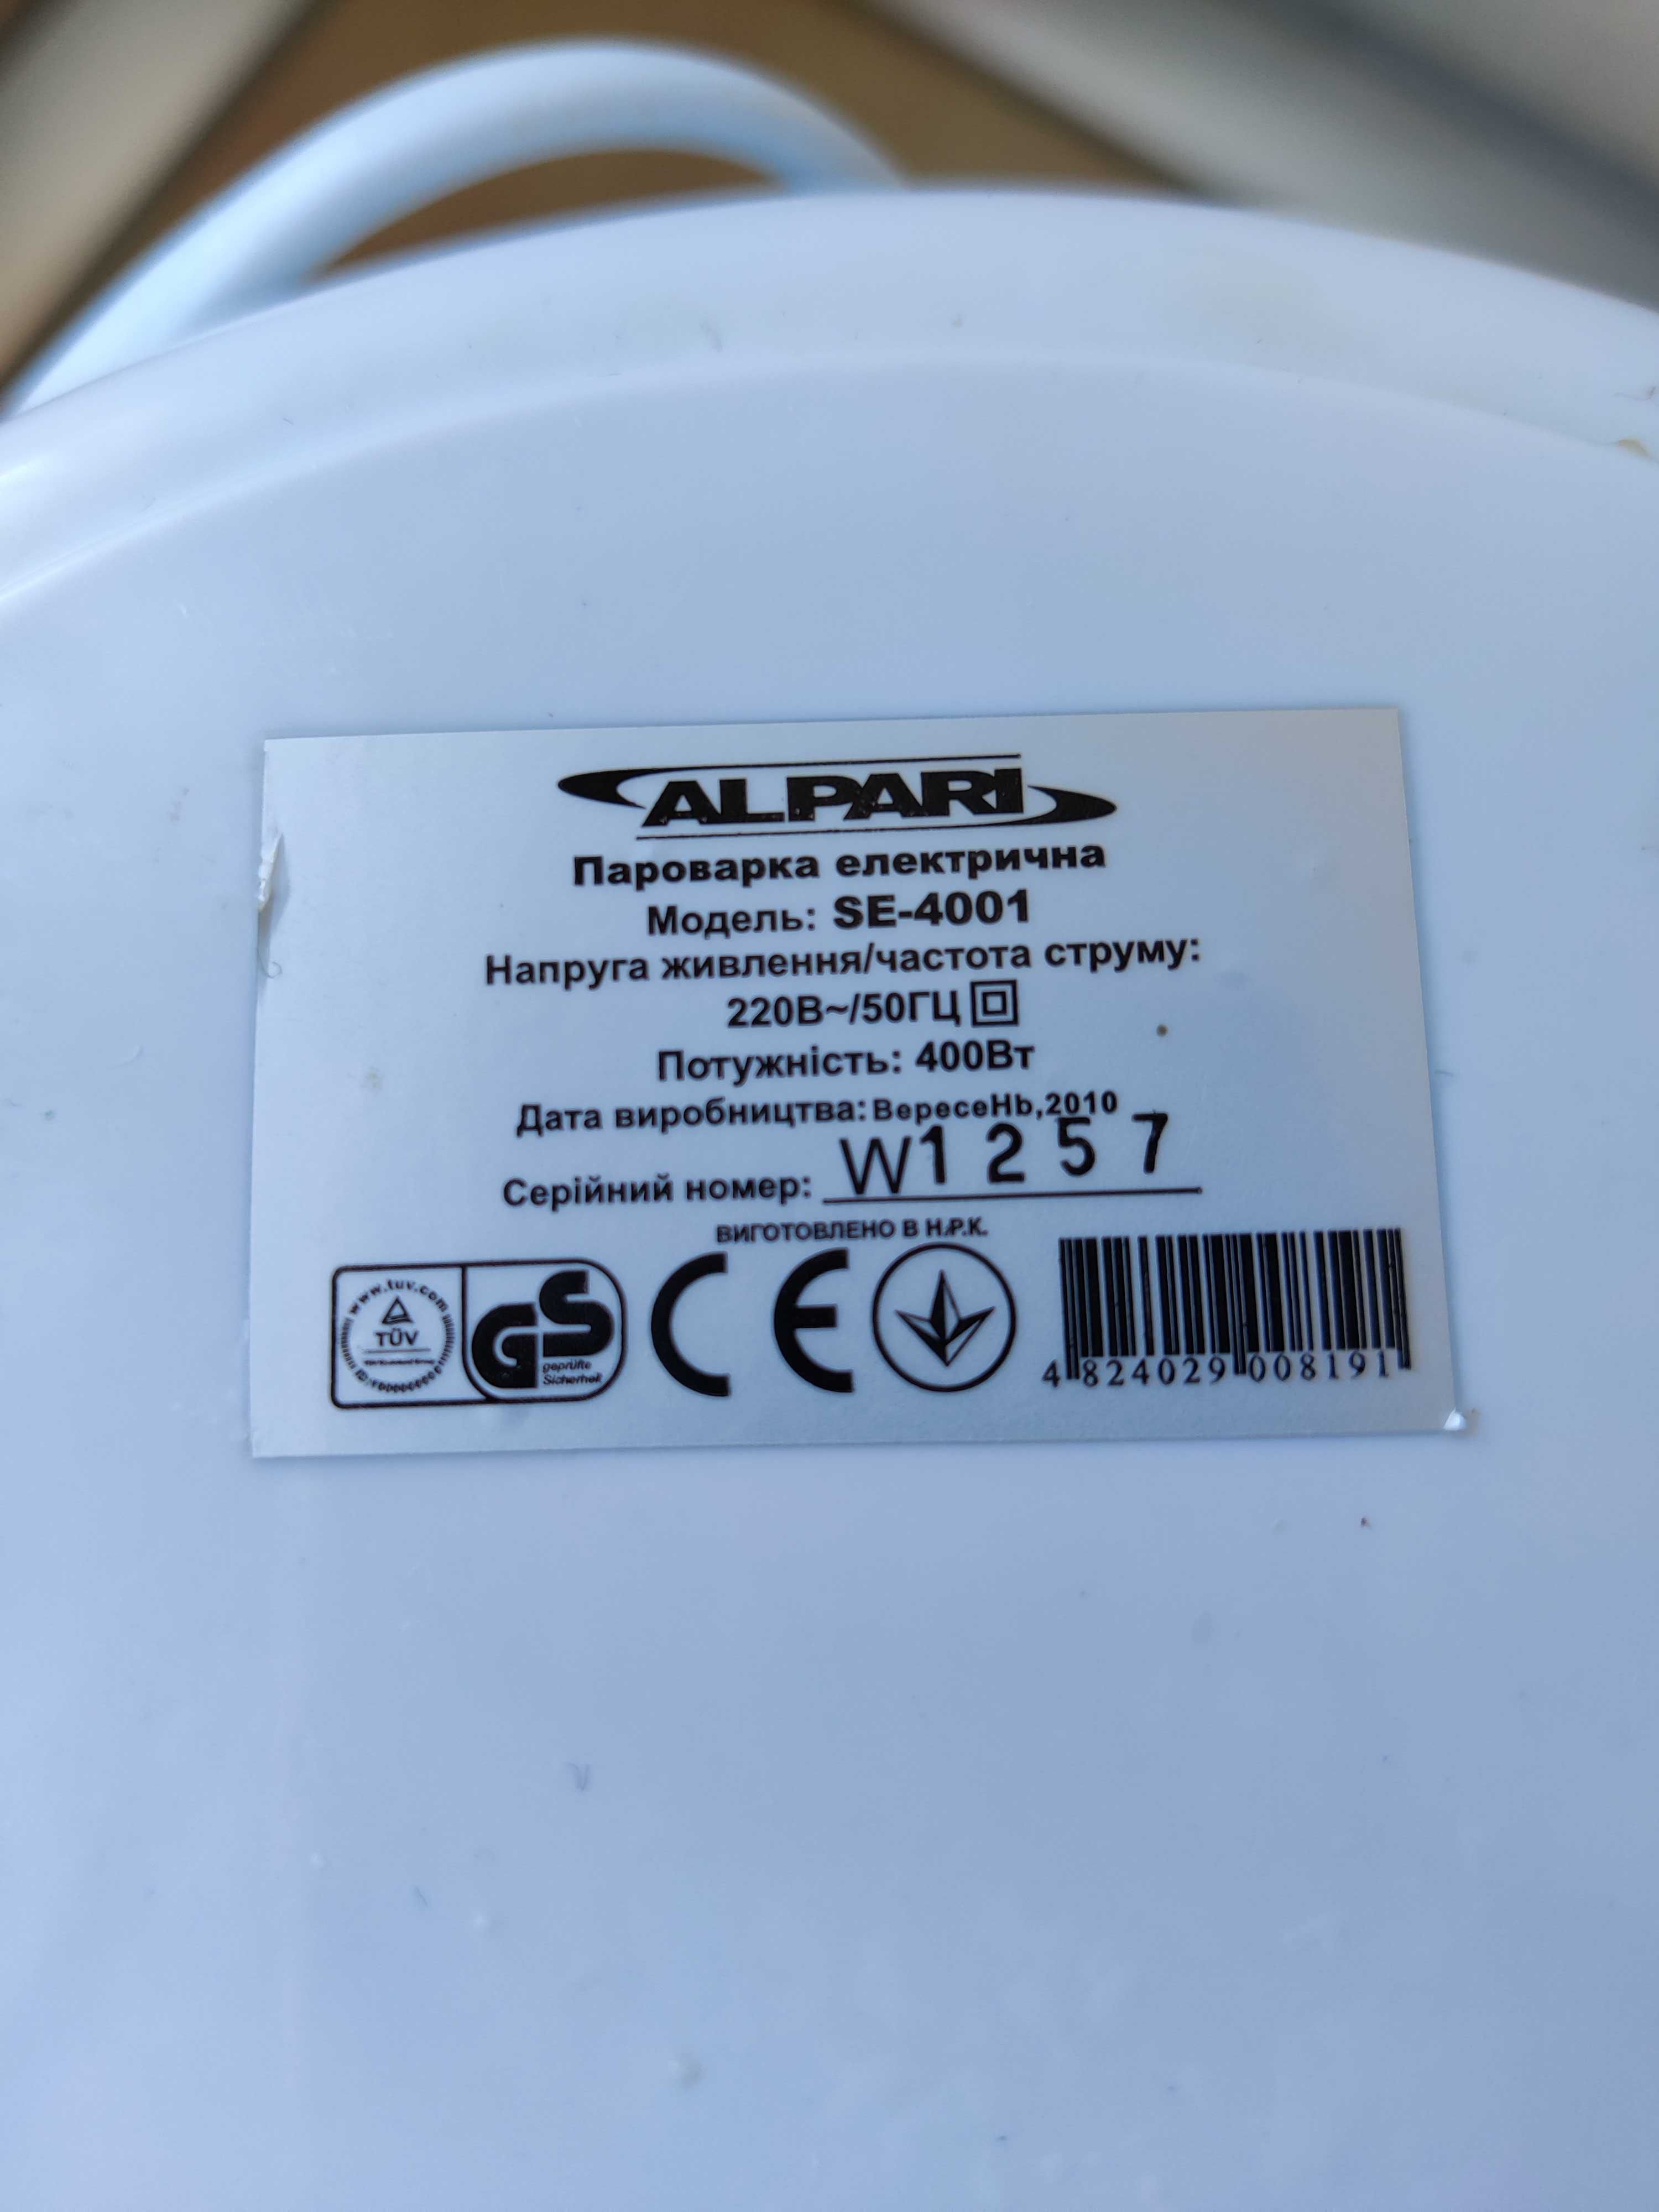 ALPARI
Пароварка електрична
Модель: SE-4001
Напруга живлення/частота струму:
220В~/50ГЦ
Потужність: 400Вт
Дата виробництва: ВересеНb,2010
Серійний номер: W1257
ВИГОТОВЛЕНО В Н.Р.К.
www.tuv.com
TÜV
GS
geprüfte
Sicherheit
CE
4 824029 008191